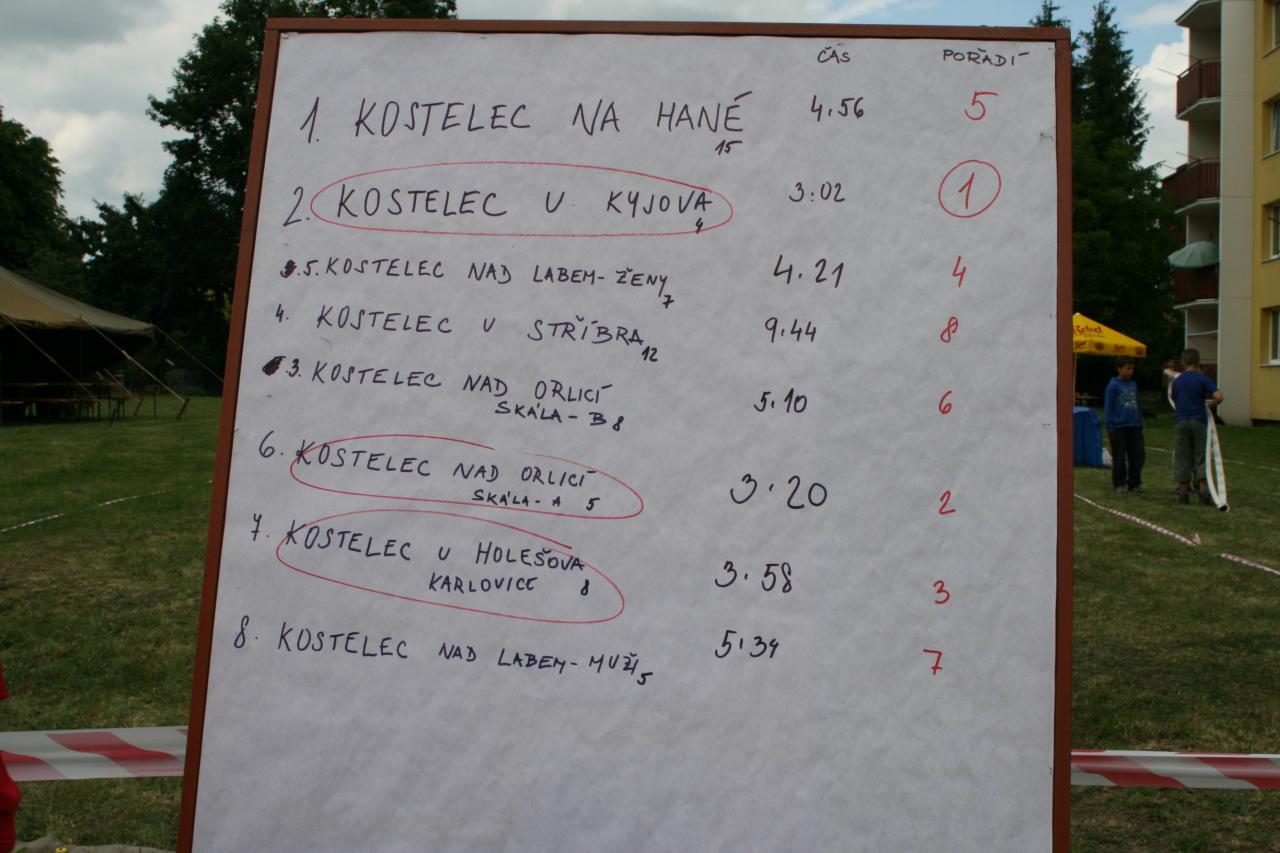 ČAS POŘADÍ
1. KOSTELEC NA HANÉ 15 4.56 5
2. KOSTELEC U KYJOVA 4 3:02 1
5. KOSTELEC NAD LABEM - ŽENY 7 4.21 4
4. KOSTELEC U STŘÍBRA 12 9.44 8
3. KOSTELEC NAD ORLICÍ 5.10 6
SKÁLA - B 8
6. KOSTELEC NAD ORLICÍ 3.20 2
SKÁLA - A 5
7. KOSTELEC U HOLEŠOVA 3.58 3
KARLOVICE 8
8. KOSTELEC NAD LABEM - MUŽI 5 5.34 7